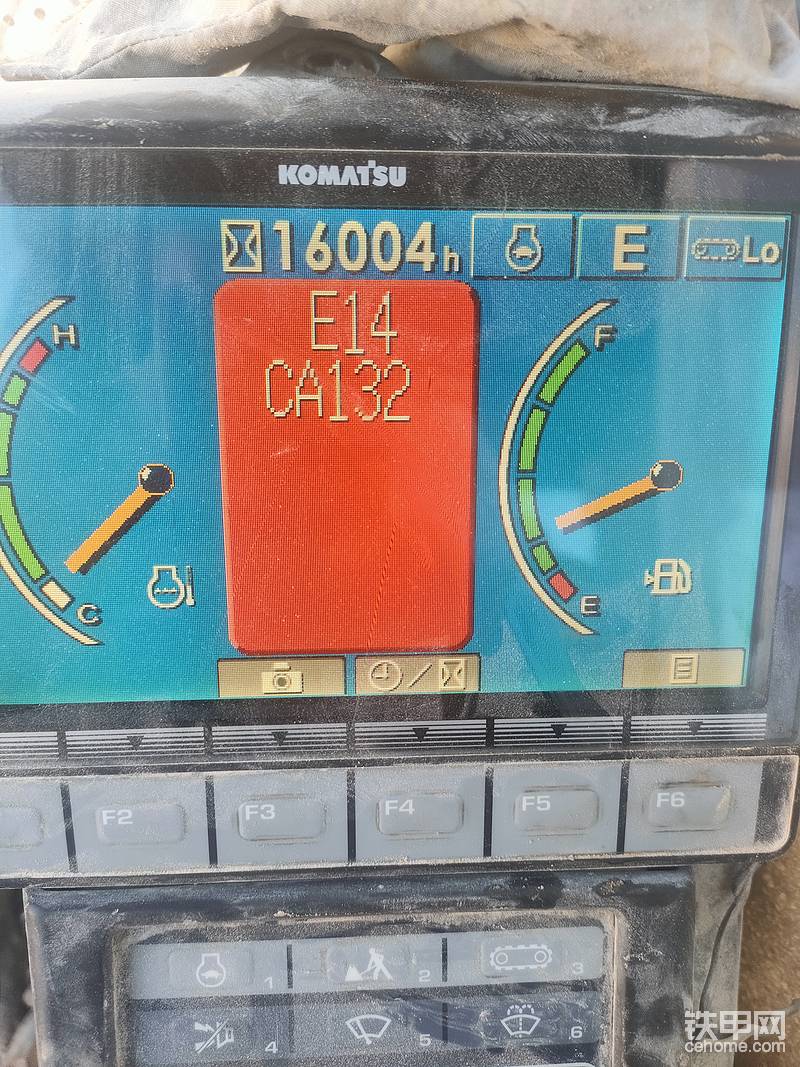 KOMATSU
16004h
E
Lo
E14
CA132
H
C
F
E
F2
F3
F4
F5
F6
1
2
3
4
5
6
铁甲网
cehome.com